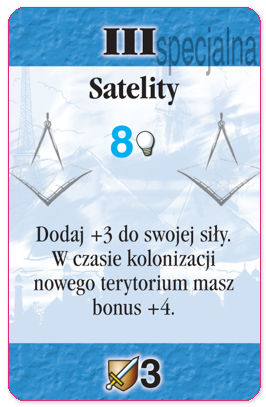 III specjalna
Satelity
8
Dodaj +3 do swojej siły.
W czasie kolonizacji
nowego terytorium masz
bonus +4.
3